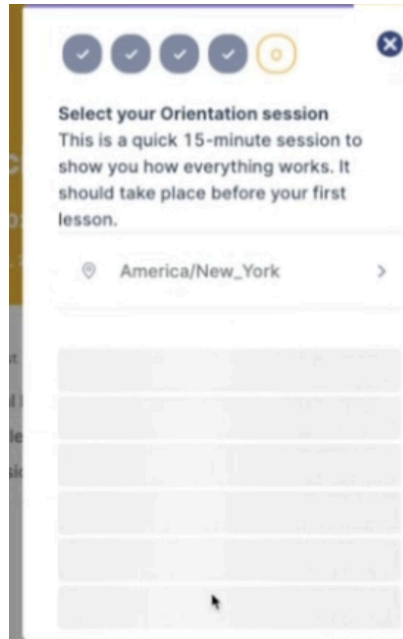 Select your Orientation session
This is a quick 15-minute session to
show you how everything works. It
should take place before your first
lesson.
America/New_York